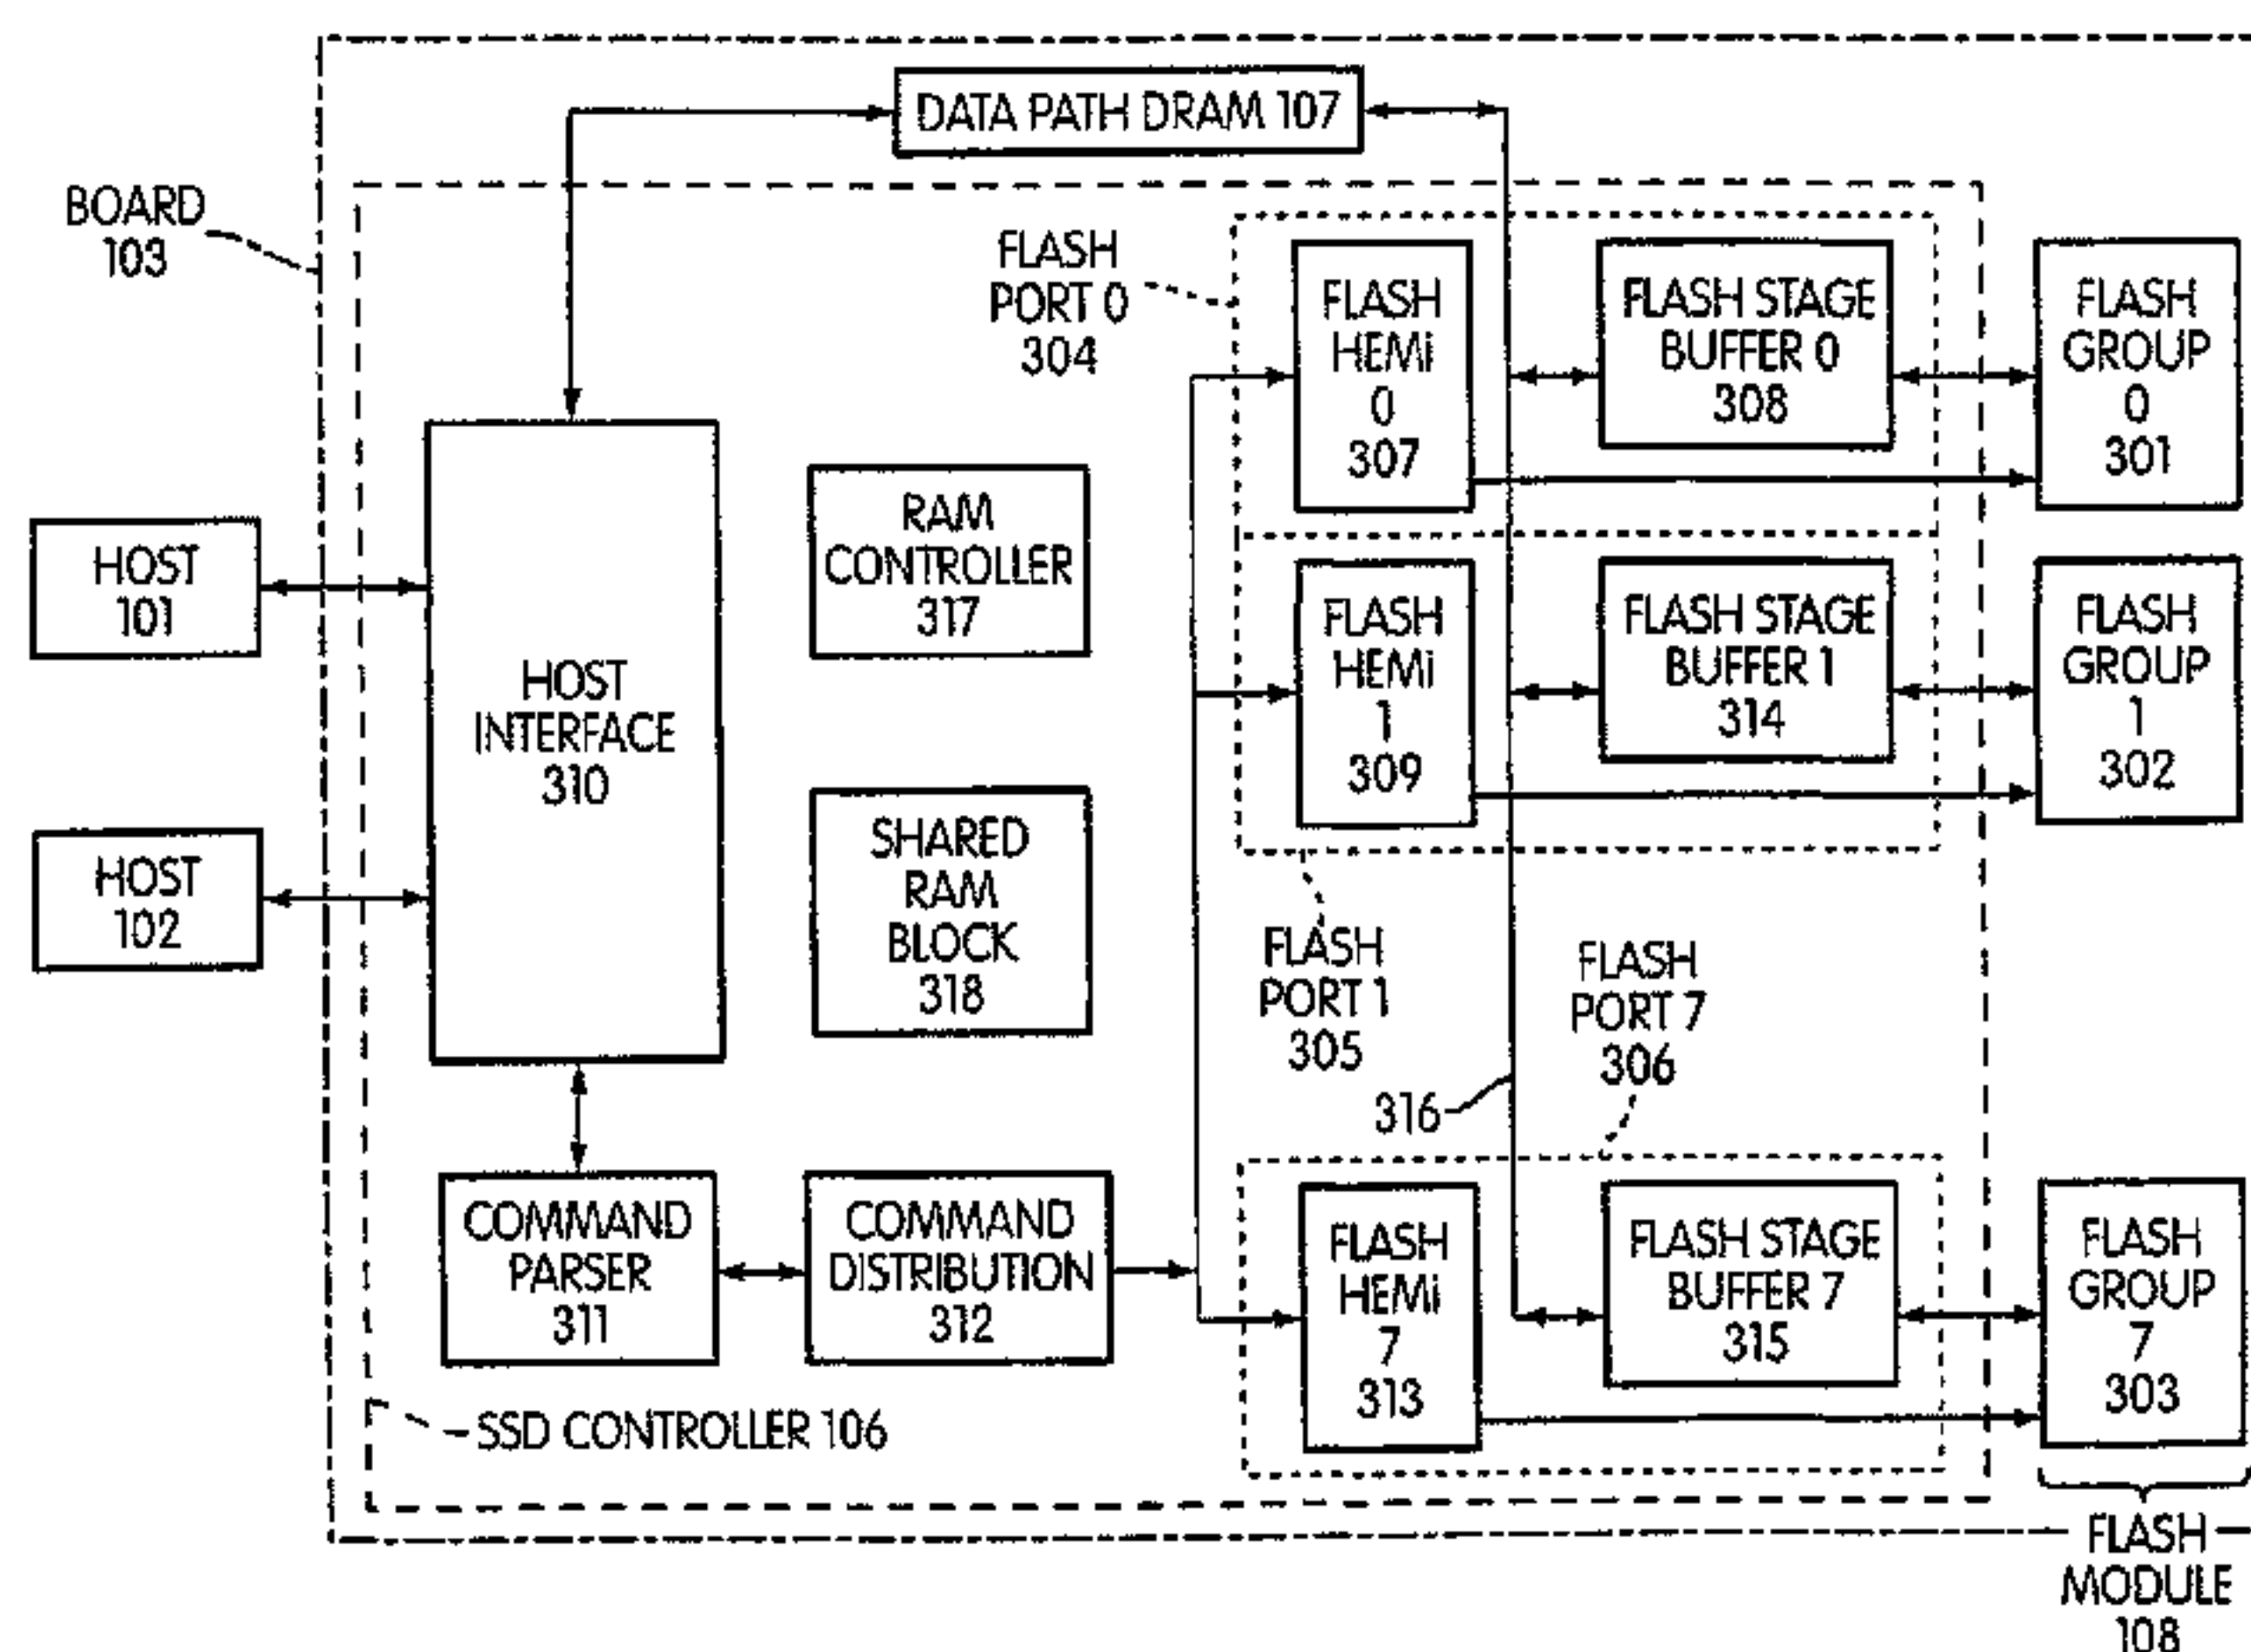 DATA PATH DRAM 107
BOARD
103
FLASH
PORT 0
304
FLASH
HEMi
0
307
FLASH STAGE
BUFFER 0
308
FLASH
GROUP
0
301
HOST
101
HOST
INTERFACE
310
RAM
CONTROLLER
317
FLASH
HEMi
1
309
FLASH STAGE
BUFFER 1
314
FLASH
GROUP
1
302
HOST
102
SHARED
RAM
BLOCK
318
FLASH
PORT 1
305
FLASH
PORT 7
306
316
COMMAND
PARSER
311
COMMAND
DISTRIBUTION
312
FLASH
HEMi
7
313
FLASH STAGE
BUFFER 7
315
FLASH
GROUP
7
303
SSD CONTROLLER 106
FLASH
MODULE
108